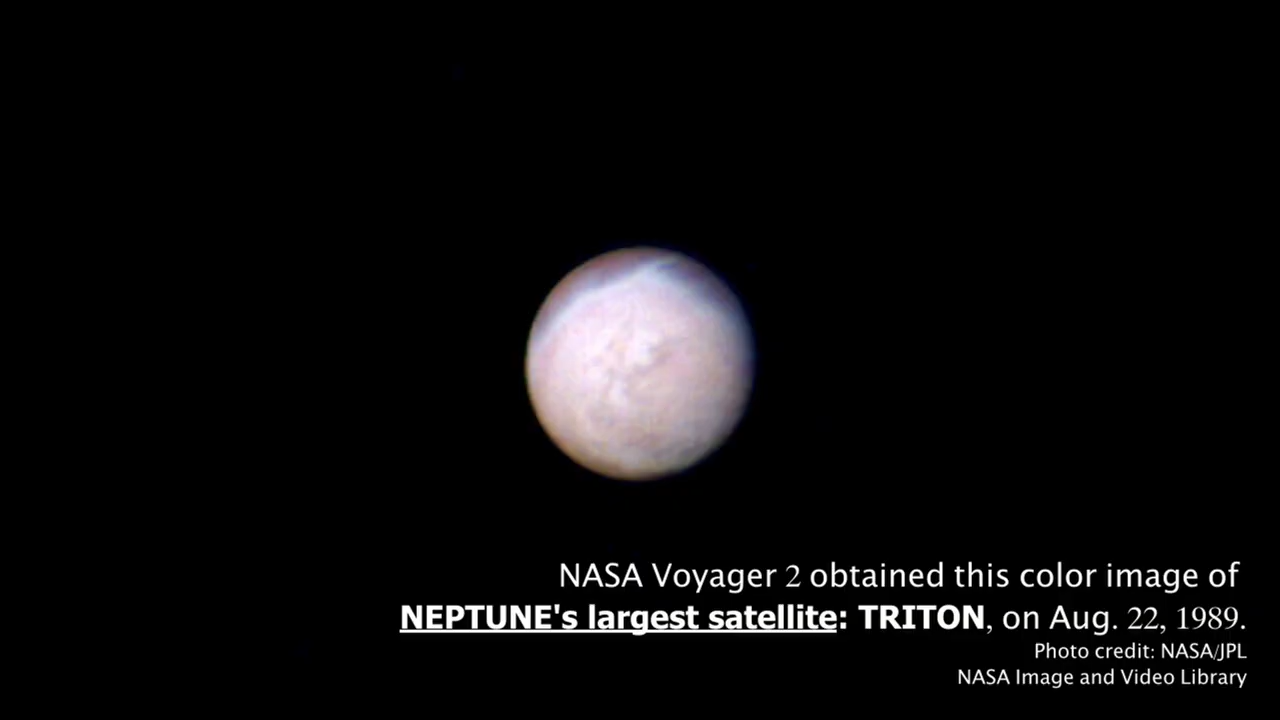 NASA Voyager 2 obtained this color image of
NEPTUNE's largest satellite: TRITON, on Aug. 22, 1989.
Photo credit: NASA/JPL
NASA Image and Video Library